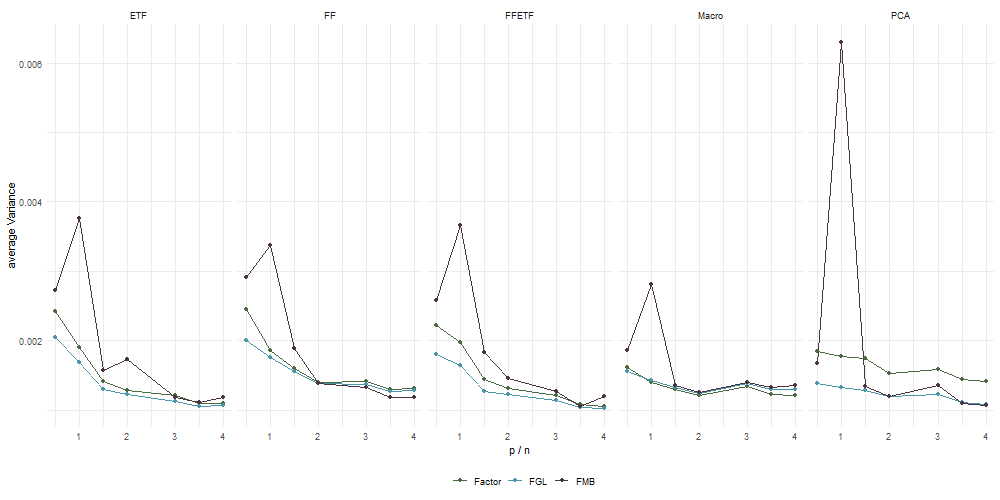 ETF FF FFETF Macro PCA
0.006
0.004
0.002
average Variance
1 2 3 4 1 2 3 4 1 2 3 4 1 2 3 4 1 2 3 4
p / n
Factor FGL FMB